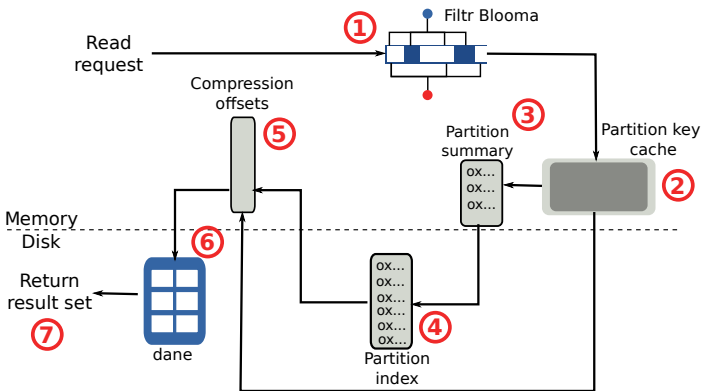 Filtr Blooma
1
Read
request
Compression
offsets
5
3
Partition
summary
ox...
ox...
ox...
Partition key
cache
2
Memory
Disk
6
Return
result set
7
dane
ox...
ox...
ox...
ox...
ox...
ox...
4
Partition
index